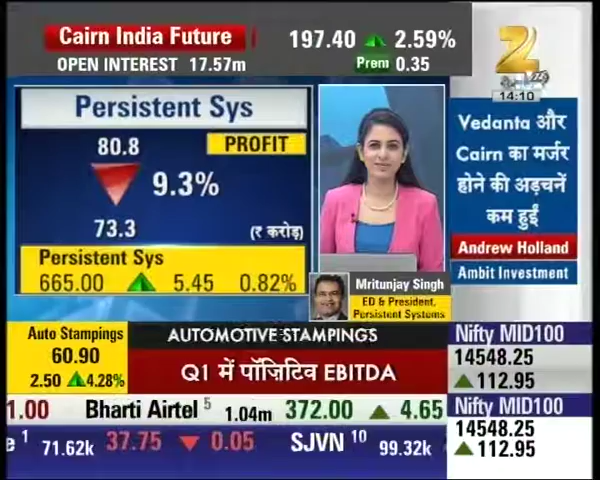 Cairn India Future
197.40 2.59%
OPEN INTEREST 17.57m
Prem 0.35
14:10
Persistent Sys
80.8
PROFIT
9.3%
73.3
(₹ करोड़)
Persistent Sys
665.00 5.45 0.82%
Vedanta और
Cairn का मर्जर
होने की अड़चनें
कम हुईं
Andrew Holland
Ambit Investment
Mritunjay Singh
ED & President,
Persistent Systems
Auto Stampings
60.90
2.50 4.28%
AUTOMOTIVE STAMPINGS
Q1 में पॉज़िटिव EBITDA
Nifty MID100
14548.25
112.95
1.00 Bharti Airtel 5 1.04m 372.00 4.65
e 1 71.62k 37.75 0.05 SJVN 10 99.32k
Nifty MID100
14548.25
112.95